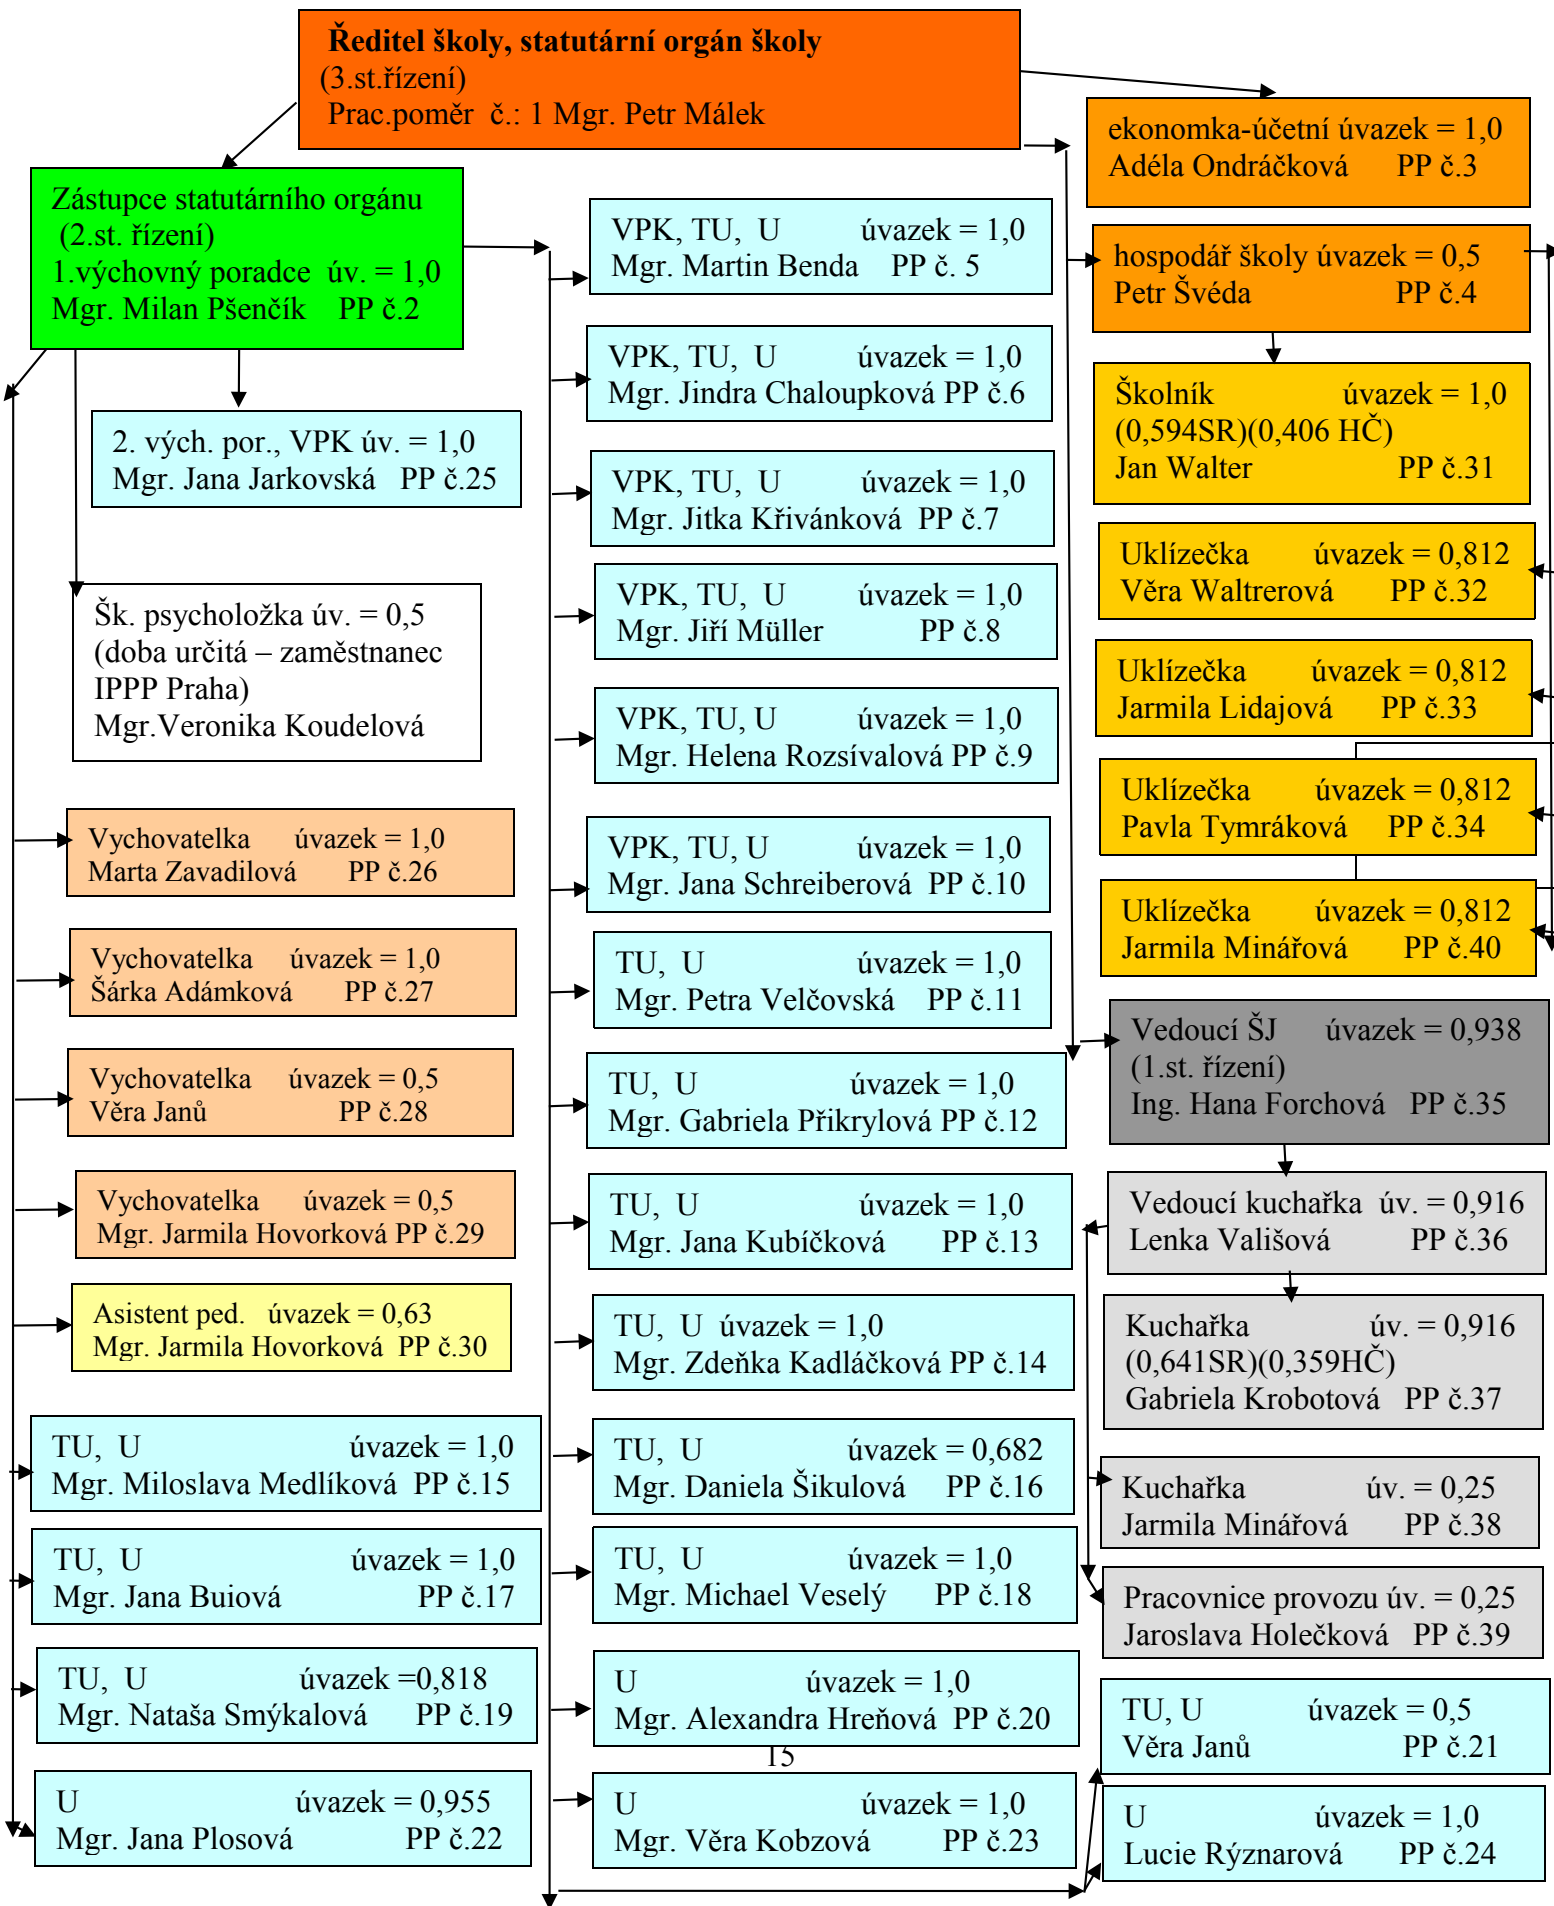 Ředitel školy, statutární orgán školy
(3.st.řízení)
Prac.poměr č.: 1 Mgr. Petr Málek
ekonomka-účetní úvazek = 1,0
Adéla Ondráčková PP č.3
Zástupce statutárního orgánu
(2.st. řízení)
1.výchovný poradce úv. = 1,0
Mgr. Milan Pšenčík PP č.2
VPK, TU, U úvazek = 1,0
Mgr. Martin Benda PP č. 5
hospodář školy úvazek = 0,5
Petr Švéda PP č.4
VPK, TU, U úvazek = 1,0
Mgr. Jindra Chaloupková PP č.6
Školník úvazek = 1,0
(0,594SR)(0,406 HČ)
Jan Walter PP č.31
2. vých. por., VPK úv. = 1,0
Mgr. Jana Jarkovská PP č.25
VPK, TU, U úvazek = 1,0
Mgr. Jitka Křivánková PP č.7
Uklízečka úvazek = 0,812
Věra Waltrerová PP č.32
Šk. psycholožka úv. = 0,5
(doba určitá – zaměstnanec
IPPP Praha)
Mgr.Veronika Koudelová
VPK, TU, U úvazek = 1,0
Mgr. Jiří Müller PP č.8
Uklízečka úvazek = 0,812
Jarmila Lidajová PP č.33
VPK, TU, U úvazek = 1,0
Mgr. Helena Rozsívalová PP č.9
Uklízečka úvazek = 0,812
Pavla Tymráková PP č.34
Vychovatelka úvazek = 1,0
Marta Zavadilová PP č.26
VPK, TU, U úvazek = 1,0
Mgr. Jana Schreiberová PP č.10
Uklízečka úvazek = 0,812
Jarmila Minářová PP č.40
Vychovatelka úvazek = 1,0
Šárka Adámková PP č.27
TU, U úvazek = 1,0
Mgr. Petra Velčovská PP č.11
Vedoucí ŠJ úvazek = 0,938
(1.st. řízení)
Ing. Hana Forchová PP č.35
Vychovatelka úvazek = 0,5
Věra Janů PP č.28
TU, U úvazek = 1,0
Mgr. Gabriela Přikrylová PP č.12
Vychovatelka úvazek = 0,5
Mgr. Jarmila Hovorková PP č.29
TU, U úvazek = 1,0
Mgr. Jana Kubíčková PP č.13
Vedoucí kuchařka úv. = 0,916
Lenka Vališová PP č.36
Asistent ped. úvazek = 0,63
Mgr. Jarmila Hovorková PP č.30
TU, U úvazek = 1,0
Mgr. Zdeňka Kadláčková PP č.14
Kuchařka úv. = 0,916
(0,641SR)(0,359HČ)
Gabriela Krobotová PP č.37
TU, U úvazek = 1,0
Mgr. Miloslava Medlíková PP č.15
TU, U úvazek = 0,682
Mgr. Daniela Šikulová PP č.16
Kuchařka úv. = 0,25
Jarmila Minářová PP č.38
TU, U úvazek = 1,0
Mgr. Jana Buiová PP č.17
TU, U úvazek = 1,0
Mgr. Michael Veselý PP č.18
Pracovnice provozu úv. = 0,25
Jaroslava Holečková PP č.39
TU, U úvazek =0,818
Mgr. Nataša Smýkalová PP č.19
U úvazek = 1,0
Mgr. Alexandra Hreňová PP č.20
TU, U úvazek = 0,5
Věra Janů PP č.21
15
U úvazek = 0,955
Mgr. Jana Plosová PP č.22
U úvazek = 1,0
Mgr. Věra Kobzová PP č.23
U úvazek = 1,0
Lucie Rýznarová PP č.24